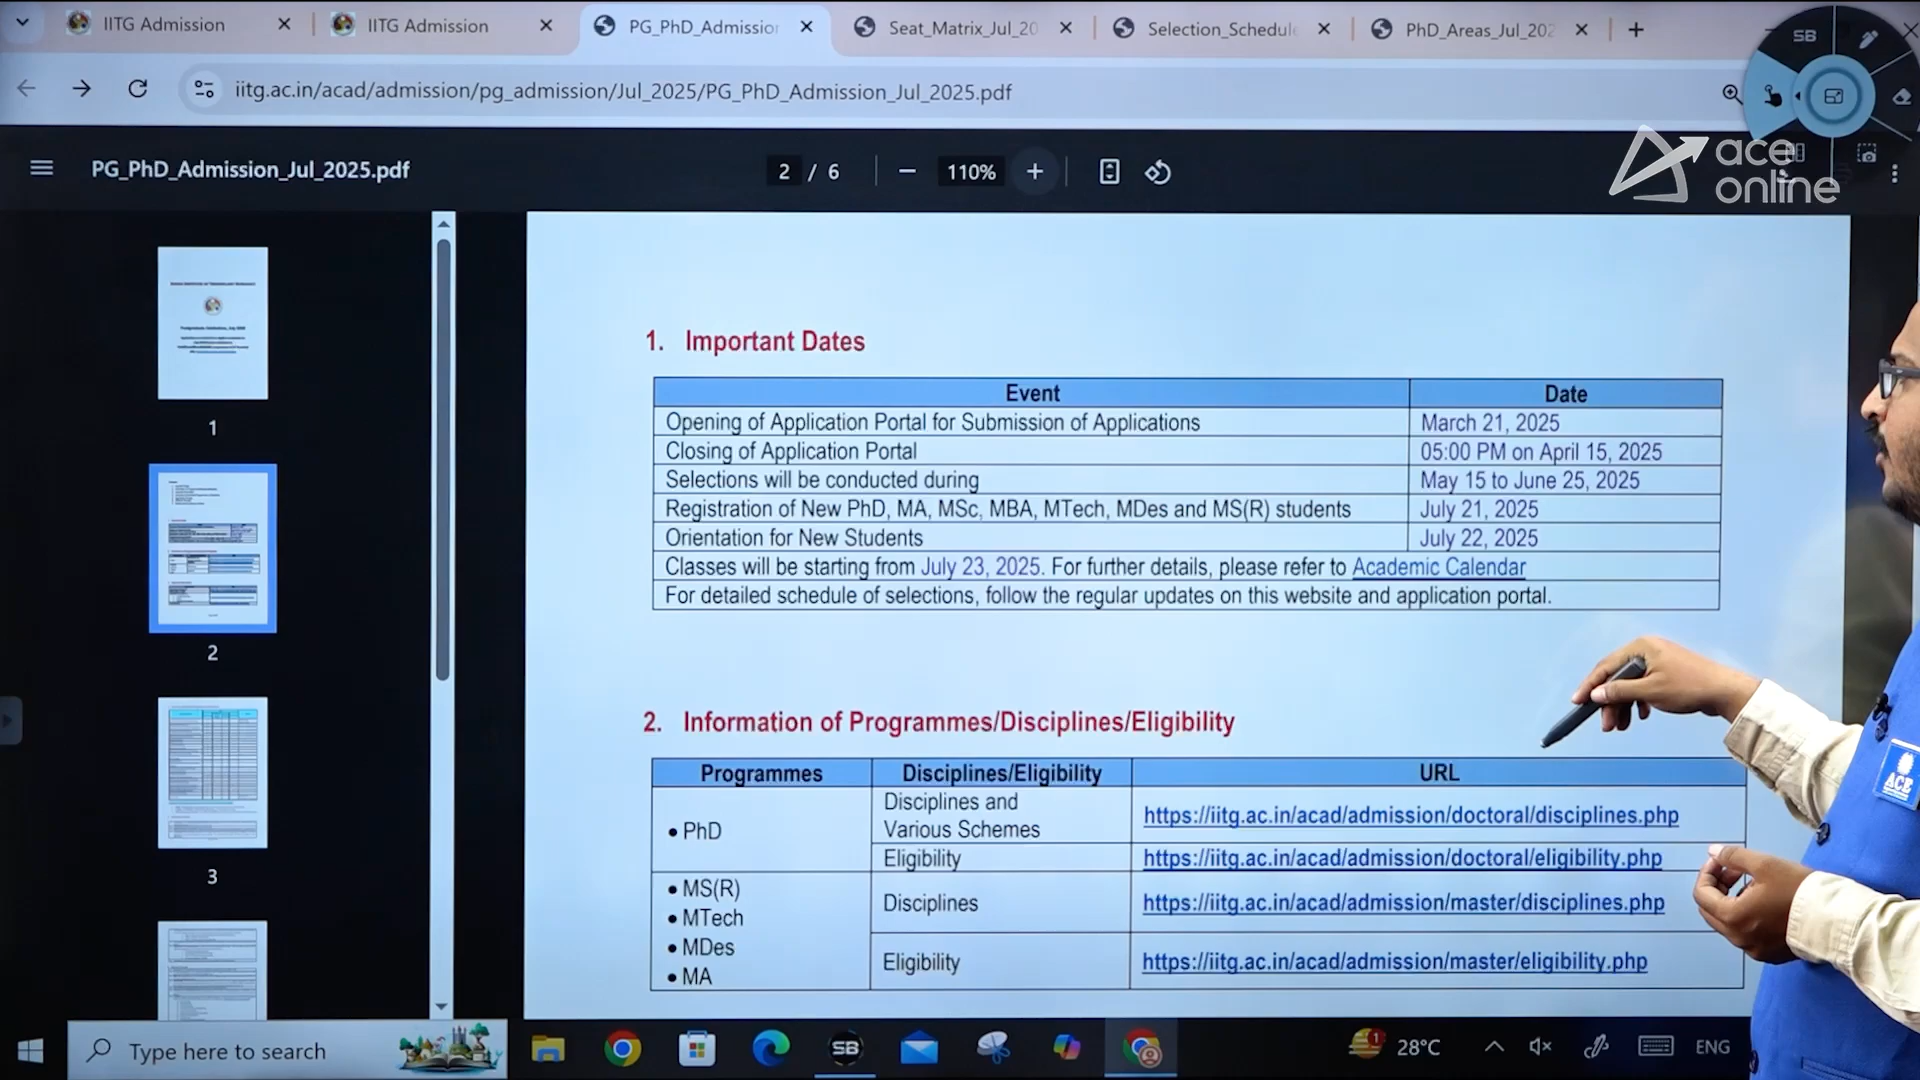 IITG Admission
IITG Admission
PG_PhD_Admission
Seat_Matrix_Jul_20
Selection_Schedule
PhD_Areas_Jul_202
SB
iitg.ac.in/acad/admission/pg_admission/Jul_2025/PG_PhD_Admission_Jul_2025.pdf
PG_PhD_Admission_Jul_2025.pdf
2 / 6
110%
ace
online
1
2
3
1. Important Dates
Event Date
Opening of Application Portal for Submission of Applications March 21, 2025
Closing of Application Portal 05:00 PM on April 15, 2025
Selections will be conducted during May 15 to June 25, 2025
Registration of New PhD, MA, MSc, MBA, MTech, MDes and MS(R) students July 21, 2025
Orientation for New Students July 22, 2025
Classes will be starting from July 23, 2025. For further details, please refer to Academic Calendar
For detailed schedule of selections, follow the regular updates on this website and application portal.
2. Information of Programmes/Disciplines/Eligibility
Programmes Disciplines/Eligibility URL
• PhD
Disciplines and
Various Schemes
https://iitg.ac.in/acad/admission/doctoral/disciplines.php
Eligibility https://iitg.ac.in/acad/admission/doctoral/eligibility.php
• MS(R)
• MTech
• MDes
• MA
Disciplines https://iitg.ac.in/acad/admission/master/disciplines.php
Eligibility https://iitg.ac.in/acad/admission/master/eligibility.php
ACE
Type here to search
SB
1
28°C
ENG